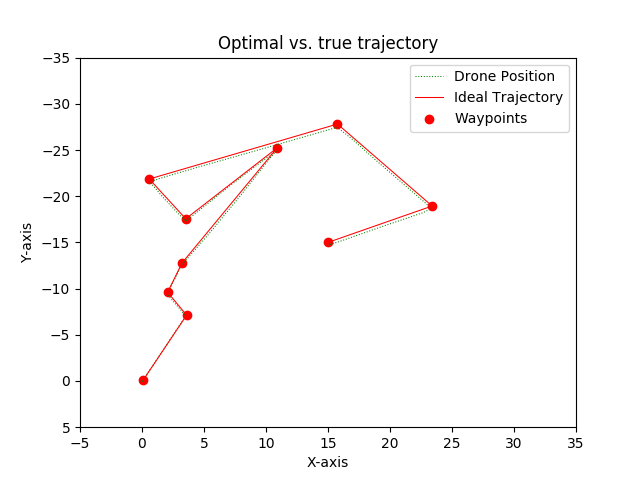 Optimal vs. true trajectory
Drone Position
Ideal Trajectory
Waypoints
Y-axis
−35
−30
−25
−20
−15
−10
−5
0
5
−5 0 5 10 15 20 25 30 35
X-axis